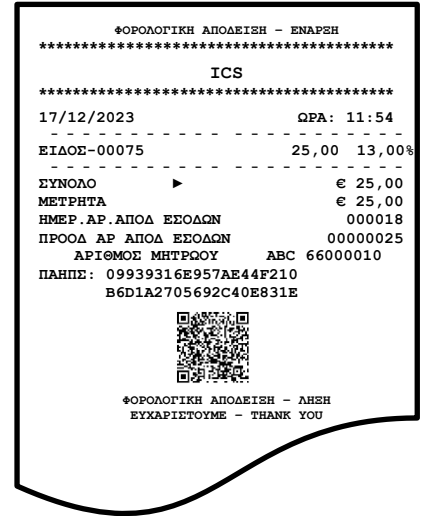 ΦΟΡΟΛΟΓΙΚΗ ΑΠΟΔΕΙΞΗ – ΕΝΑΡΞΗ
******************************************
ICS
******************************************
17/12/2023 ΩΡΑ: 11:54
- - - - - - - - - - - - - - - - - - - -
ΕΙΔΟΣ-00075 25,00 13,00%
- - - - - - - - - - - - - - - - - - - -
ΣΥΝΟΛΟ ► € 25,00
ΜΕΤΡΗΤΑ € 25,00
ΗΜΕΡ.ΑΡ.ΑΠΟΔ ΕΣΟΔΩΝ 000018
ΠΡΟΟΔ ΑΡ ΑΠΟΔ ΕΣΟΔΩΝ 00000025
ΑΡΙΘΜΟΣ ΜΗΤΡΩΟΥ ABC 66000010
ΠΑΗΠΣ: 09939316E957AE44F210
B6D1A2705692C40E831E
ΦΟΡΟΛΟΓΙΚΗ ΑΠΟΔΕΙΞΗ – ΛΗΞΗ
ΕΥΧΑΡΙΣΤΟΥΜΕ – THANK YOU